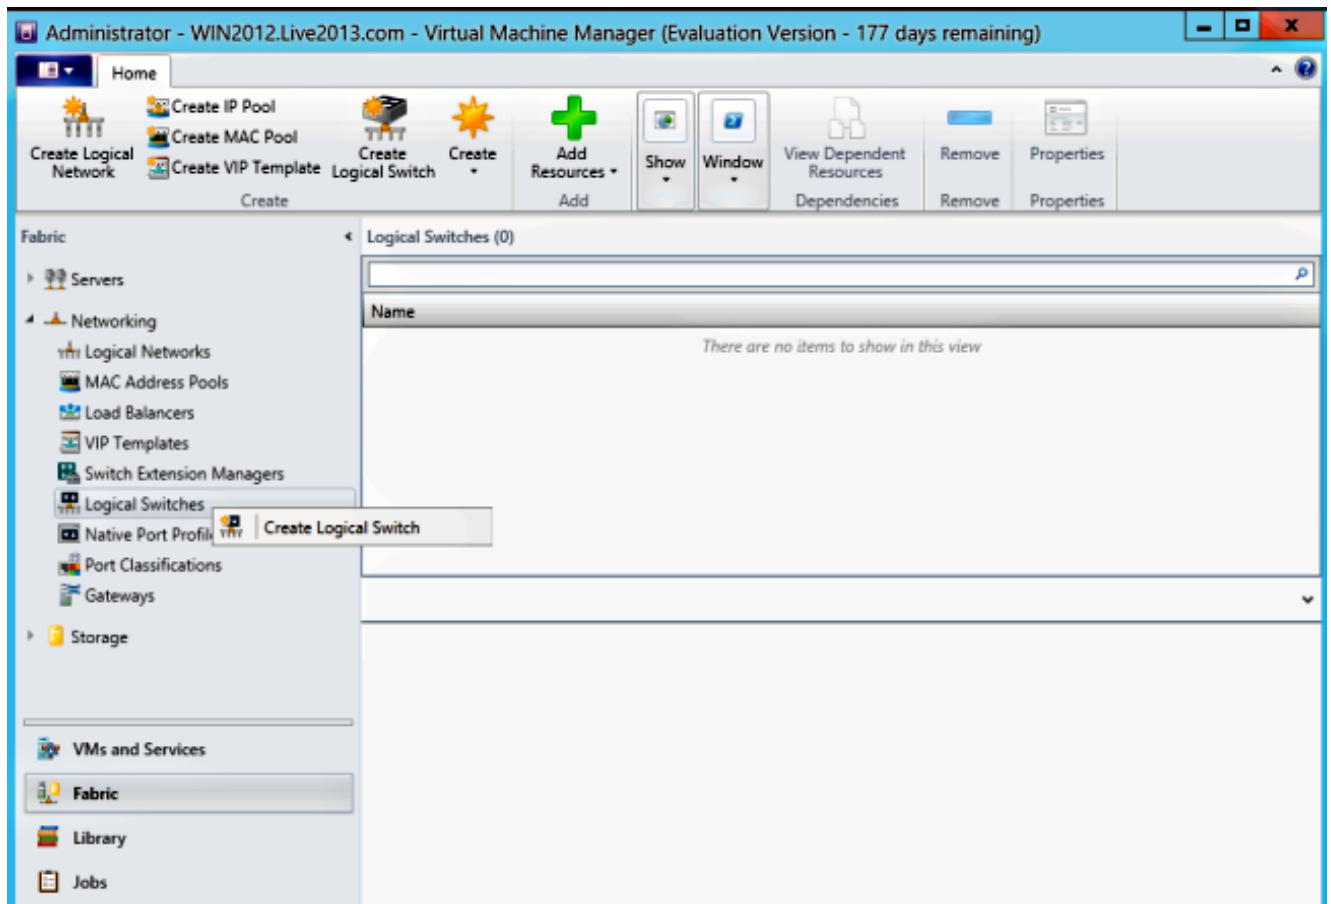 Administrator - WIN2012.Live2013.com - Virtual Machine Manager (Evaluation Version - 177 days remaining)
Home
Create Logical
Network
Create IP Pool
Create MAC Pool
Create VIP Template
Create
Logical Switch
Create
Create
Add
Resources
Add
Show
Window
View Dependent
Resources
Dependencies
Remove
Remove
Properties
Properties
Fabric
Servers
Networking
Logical Networks
MAC Address Pools
Load Balancers
VIP Templates
Switch Extension Managers
Logical Switches
Native Port Profil
Port Classifications
Gateways
Storage
Create Logical Switch
VMs and Services
Fabric
Library
Jobs
Logical Switches (0)
Name
There are no items to show in this view